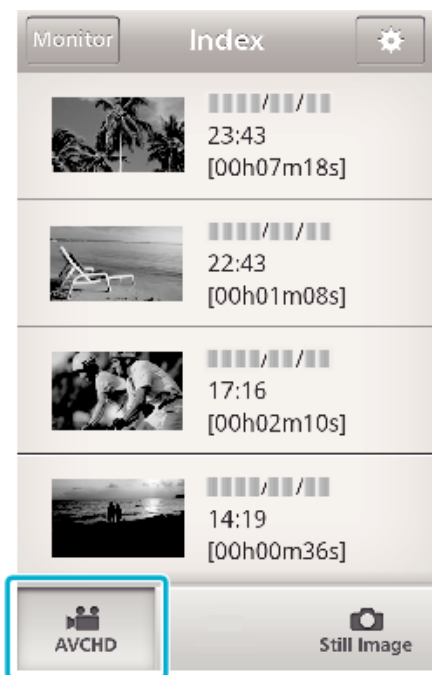 Monitor
Index
23:43
[00h07m18s]
22:43
[00h01m08s]
17:16
[00h02m10s]
14:19
[00h00m36s]
AVCHD
Still Image